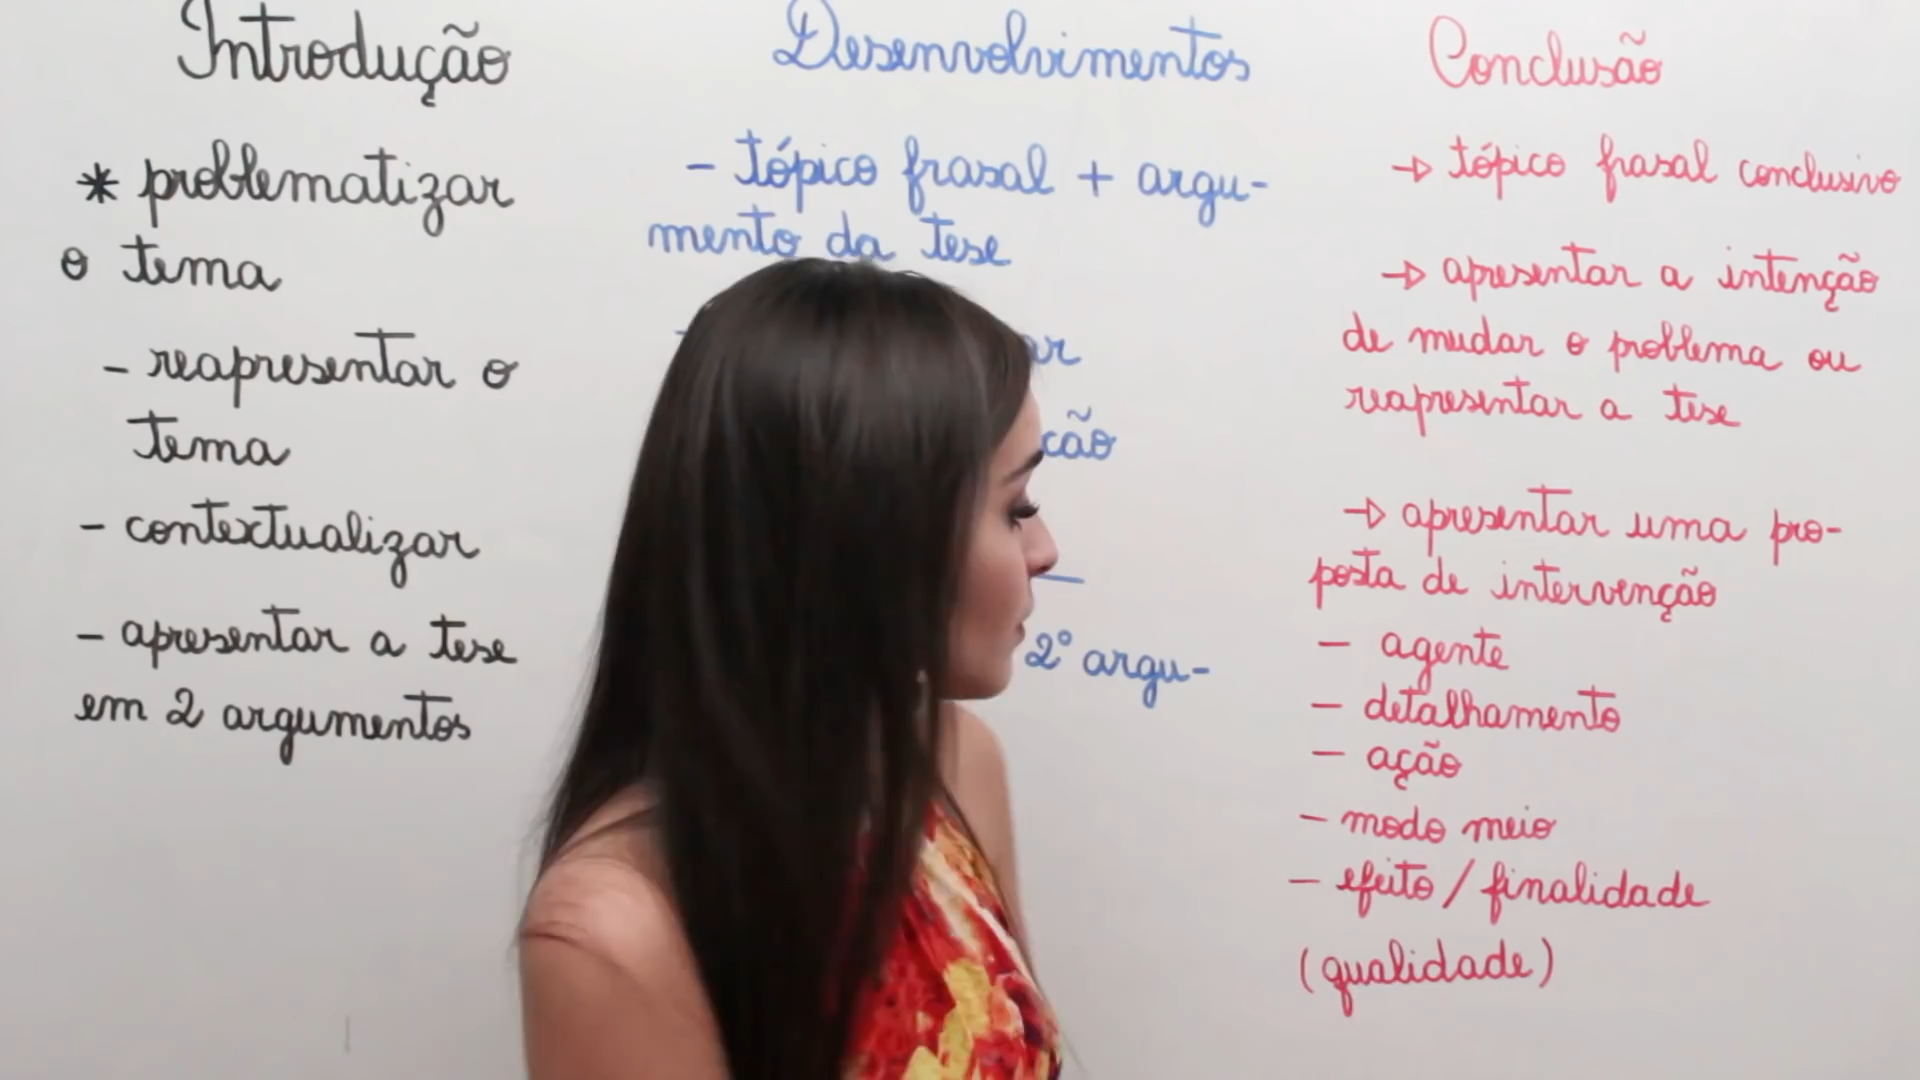 Introdução
* problematizar
o tema
- reapresentar o
tema
- contextualizar
- apresentar a tese
em 2 argumentos
Desenvolvimentos
- tópico frasal + argu-
mento da tese
2º argu-
Conclusão
→ tópico frasal conclusivo
→ apresentar a intenção
de mudar o problema ou
reapresentar a tese
→ apresentar uma pro-
posta de intervenção
- agente
- detalhamento
- ação
- modo meio
- efeito / finalidade
(qualidade)